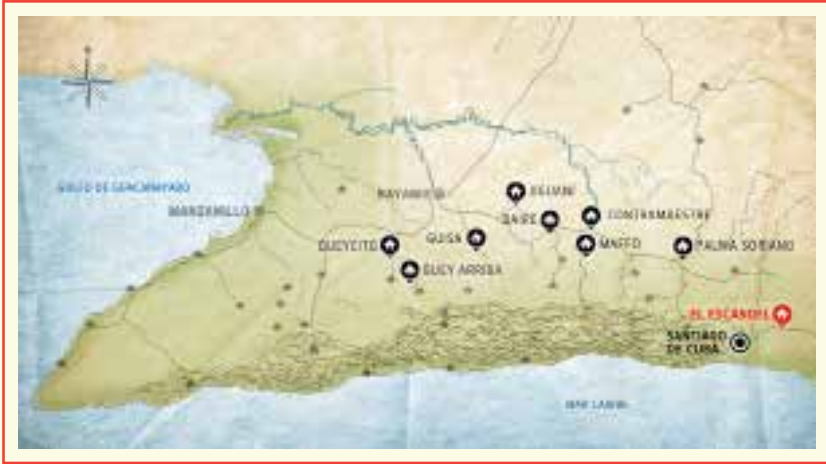 GOLFO DE GUACANAYABO
BAYAMO
JIGUANI
MANZANILLO
BAIRE
CONTRAMAESTRE
BUEYCITO
GUISA
MAFFO
PALMA SORIANO
BUEY ARRIBA
EL ESCANDEL
SANTIAGO
DE CUBA
MAR CARIBE